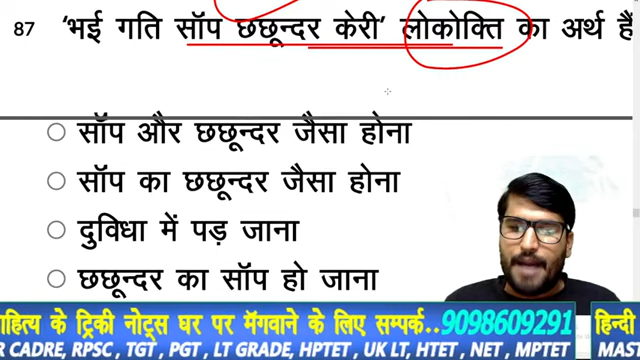 87 'भई गति सॉप छछून्दर केरी' लोकोक्ति का अर्थ हैं
सॉप और छछून्दर जैसा होना
सॉप का छछून्दर जैसा होना
दुविधा में पड़ जाना
छछून्दर का सॉप हो जाना
ाहित्य के ट्रिकी नोट्स घर पर मॅगवाने के लिए सम्पर्क..9098609291 हिन्दी
R CADRE, RPSC , TGT , PGT , LT GRADE, HPTET , UK LT, HTET , NET , MPTET MAS